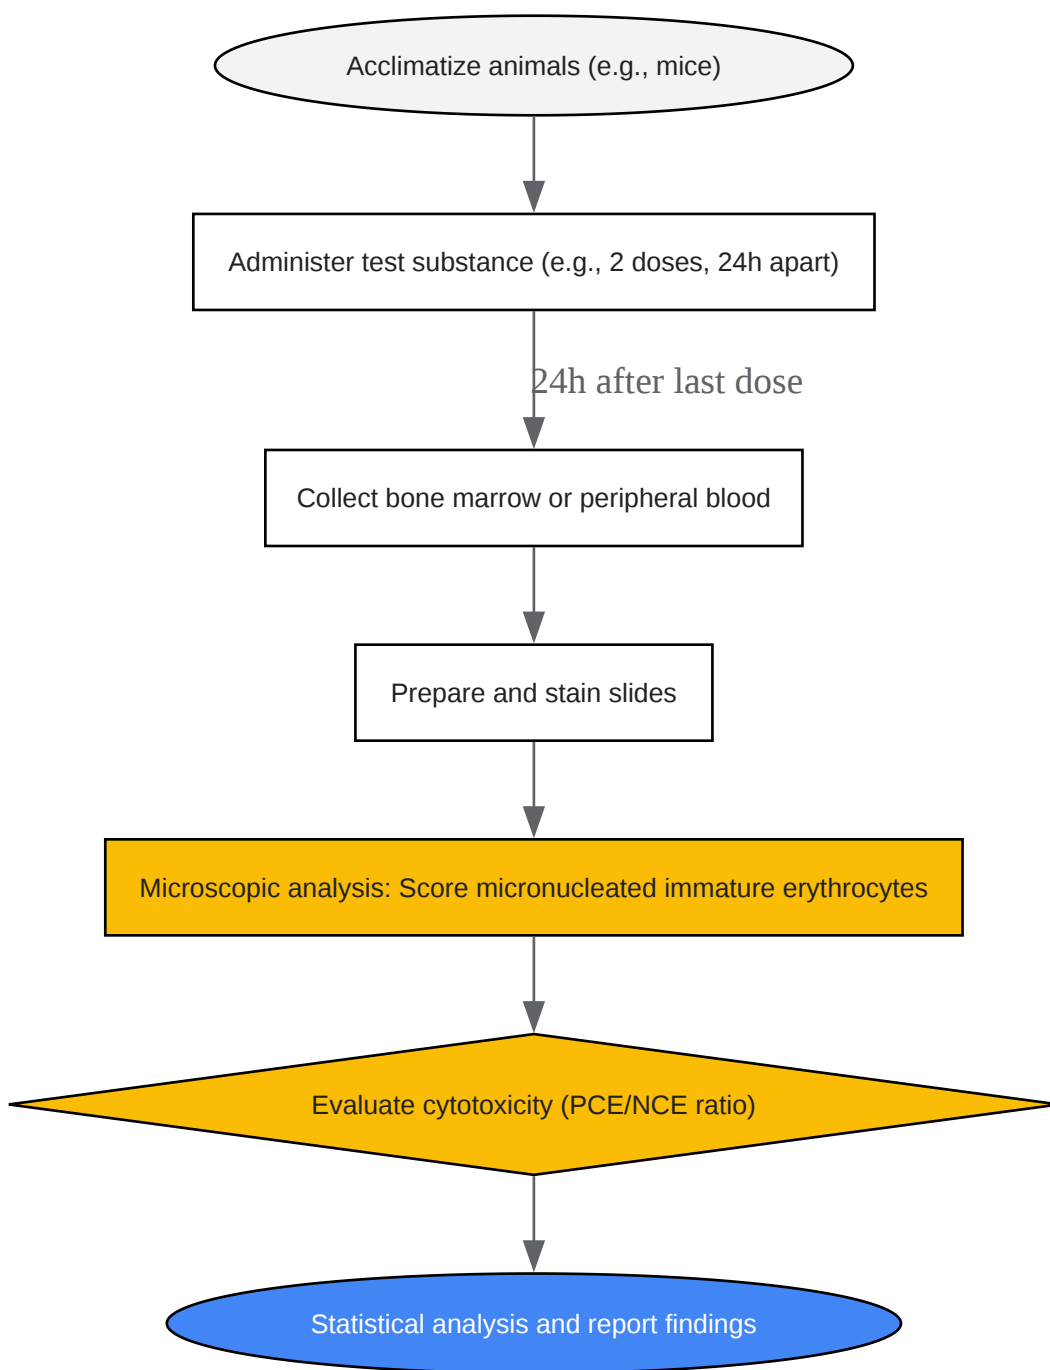 Acclimatize animals (e.g., mice)
Administer test substance (e.g., 2 doses, 24h apart)
24h after last dose
Collect bone marrow or peripheral blood
Prepare and stain slides
Microscopic analysis: Score micronucleated immature erythrocytes
Evaluate cytotoxicity (PCE/NCE ratio)
Statistical analysis and report findings